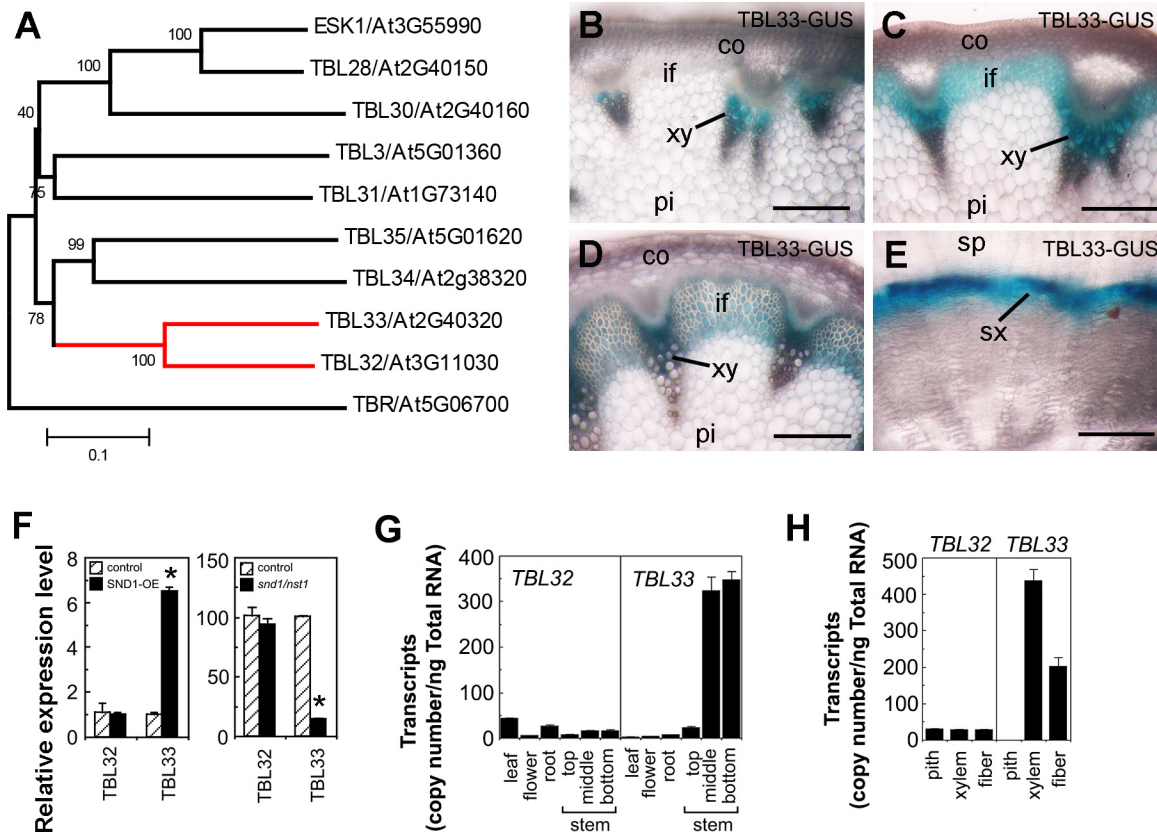 A
100
ESK1/At3G55990
100
TBL28/At2G40150
40
TBL30/At2G40160
TBL3/At5G01360
75
TBL31/At1G73140
99
TBL35/At5G01620
TBL34/At2g38320
78
TBL33/At2G40320
100
TBL32/At3G11030
TBR/At5G06700
0.1
B
TBL33-GUS
co
if
xy
pi
C
TBL33-GUS
co
if
xy
pi
D
TBL33-GUS
co
if
xy
pi
E
sp
TBL33-GUS
sx
F
Relative expression level
8
6
4
2
0
control
SND1-OE
*
TBL32
TBL33
150
100
50
0
control
snd1/nst1
*
TBL32
TBL33
G
Transcripts
(copy number/ng Total RNA)
400
300
200
100
0
TBL32
TBL33
leaf
flower
root
top
middle
bottom
stem
leaf
flower
root
top
middle
bottom
stem
H
Transcripts
(copy number/ng Total RNA)
500
400
300
200
100
0
TBL32
TBL33
pith
xylem
fiber
pith
xylem
fiber